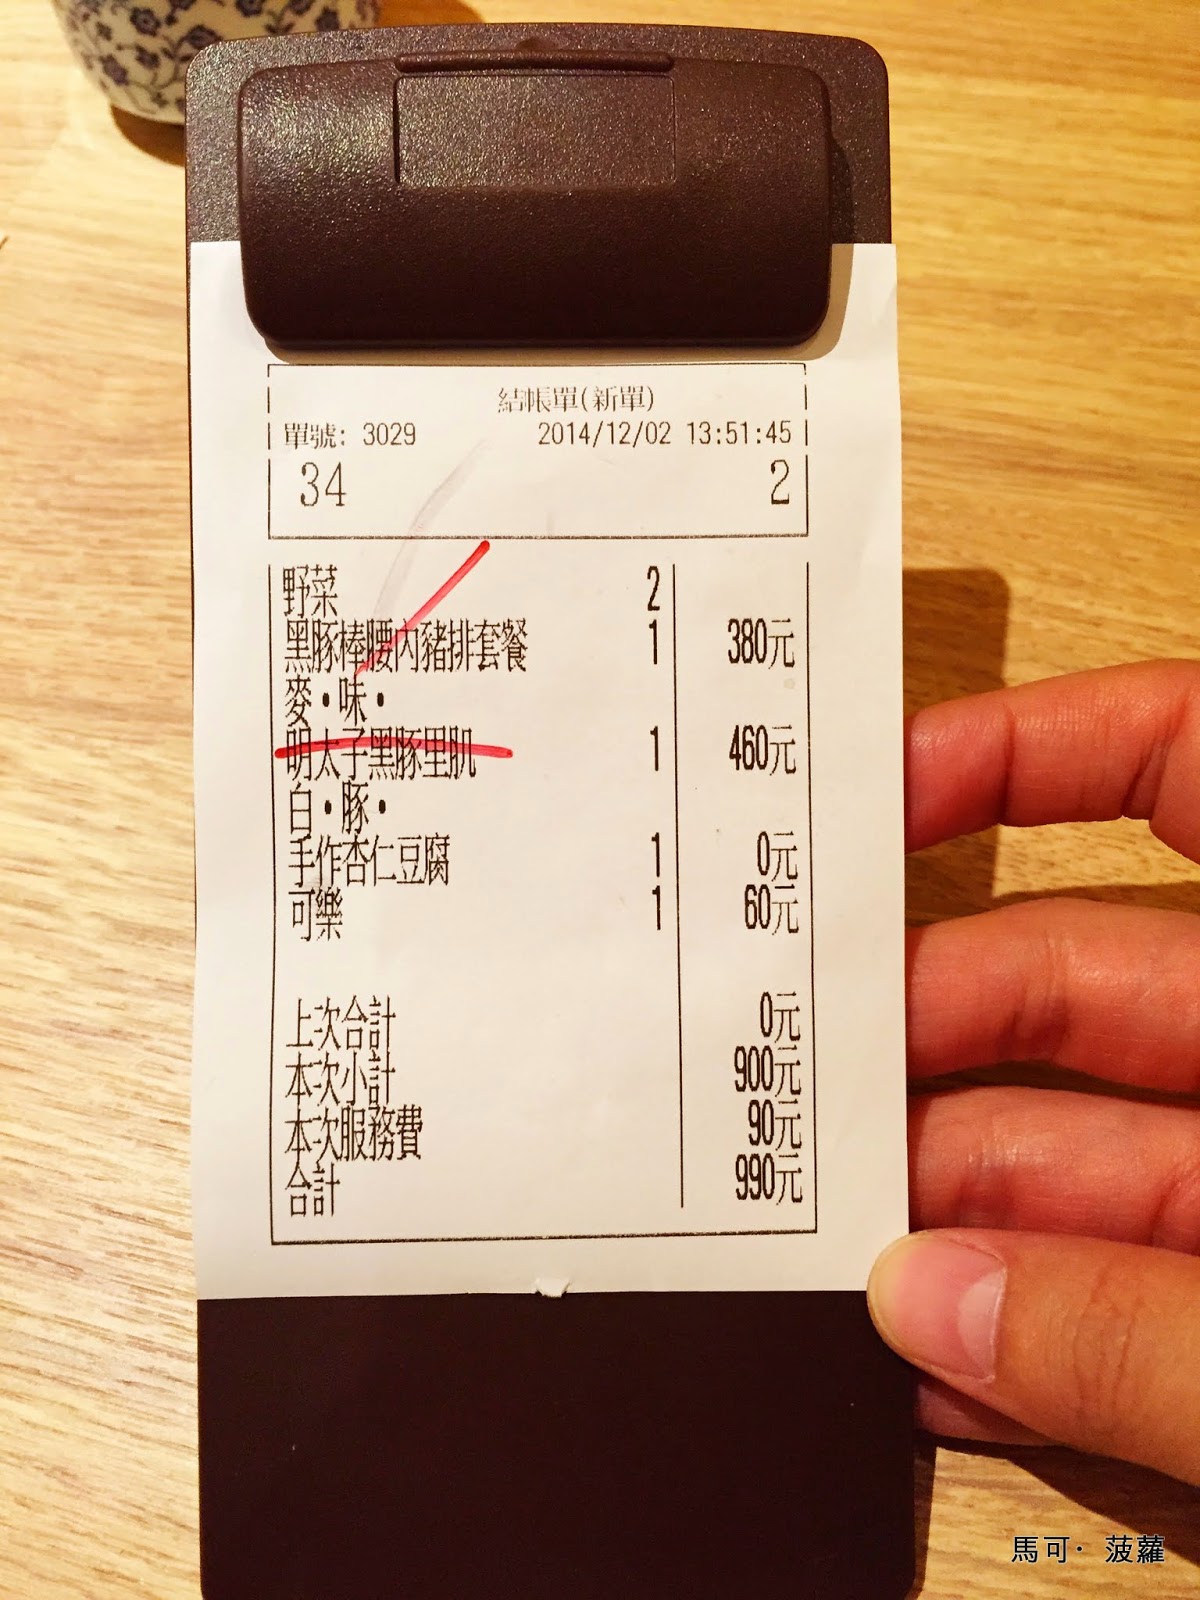 結帳單(新單)
單號: 3029 2014/12/02 13:51:45
34 2
野菜 2
黑豚棒腰內豬排套餐 1 380元
麥・味・
明太子黑豚里肌 1 460元
白・豚・
手作杏仁豆腐 1 0元
可樂 1 60元
上次合計 0元
本次小計 900元
本次服務費 90元
合計 990元
馬可・菠蘿